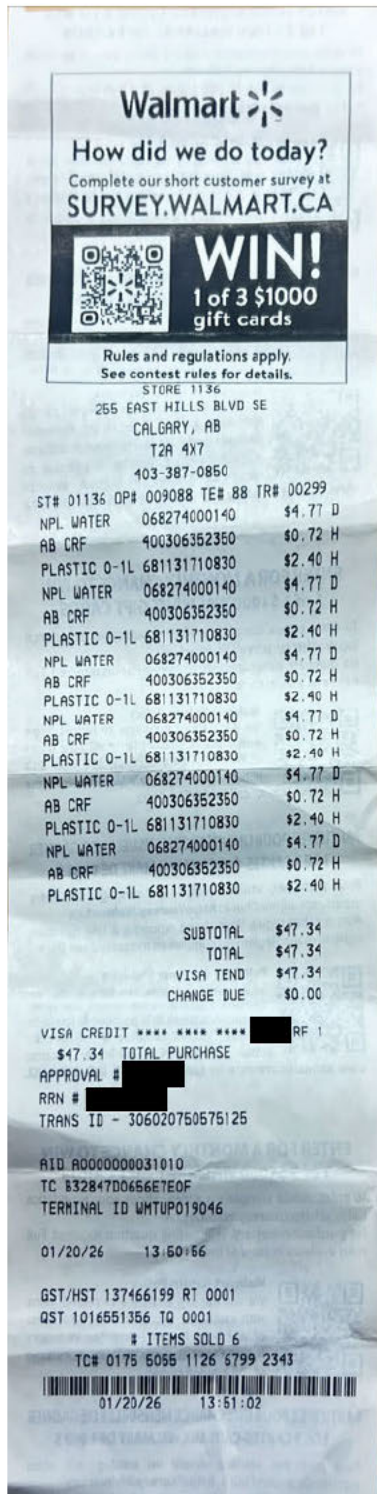 Walmart
How did we do today?
Complete our short customer survey at
SURVEY.WALMART.CA
WIN!
1 of 3 $1000
gift cards
Rules and regulations apply.
See contest rules for details.
STORE 1136
255 EAST HILLS BLVD SE
CALGARY, AB
T2A 4X7
403-387-0850
ST# 01136 OP# 009088 TE# 88 TR# 00299
NPL WATER 068274000140 $4.77 D
AB CRF 400306352350 $0.72 H
PLASTIC 0-1L 681131710830 $2.40 H
NPL WATER 068274000140 $4.77 D
AB CRF 400306352350 $0.72 H
PLASTIC 0-1L 681131710830 $2.40 H
NPL WATER 068274000140 $4.77 D
AB CRF 400306352350 $0.72 H
PLASTIC 0-1L 681131710830 $2.40 H
NPL WATER 068274000140 $4.77 D
AB CRF 400306352350 $0.72 H
PLASTIC 0-1L 681131710830 $2.40 H
NPL WATER 068274000140 $4.77 D
AB CRF 400306352350 $0.72 H
PLASTIC 0-1L 681131710830 $2.40 H
NPL WATER 068274000140 $4.77 D
AB CRF 400306352350 $0.72 H
PLASTIC 0-1L 681131710830 $2.40 H
SUBTOTAL $47.34
TOTAL $47.34
VISA TEND $47.34
CHANGE DUE $0.00
VISA CREDIT **** **** **** RF 1
$47.34 TOTAL PURCHASE
APPROVAL #
RRN #
TRANS ID - 306020750575125
AID A0000000031010
TC B32847D0656E7E0F
TERMINAL ID WMTUP019046
01/20/26 13:50:56
GST/HST 137466199 RT 0001
QST 1016551356 TQ 0001
# ITEMS SOLD 6
TC# 0175 5055 1126 6799 2343
01/20/26 13:51:02